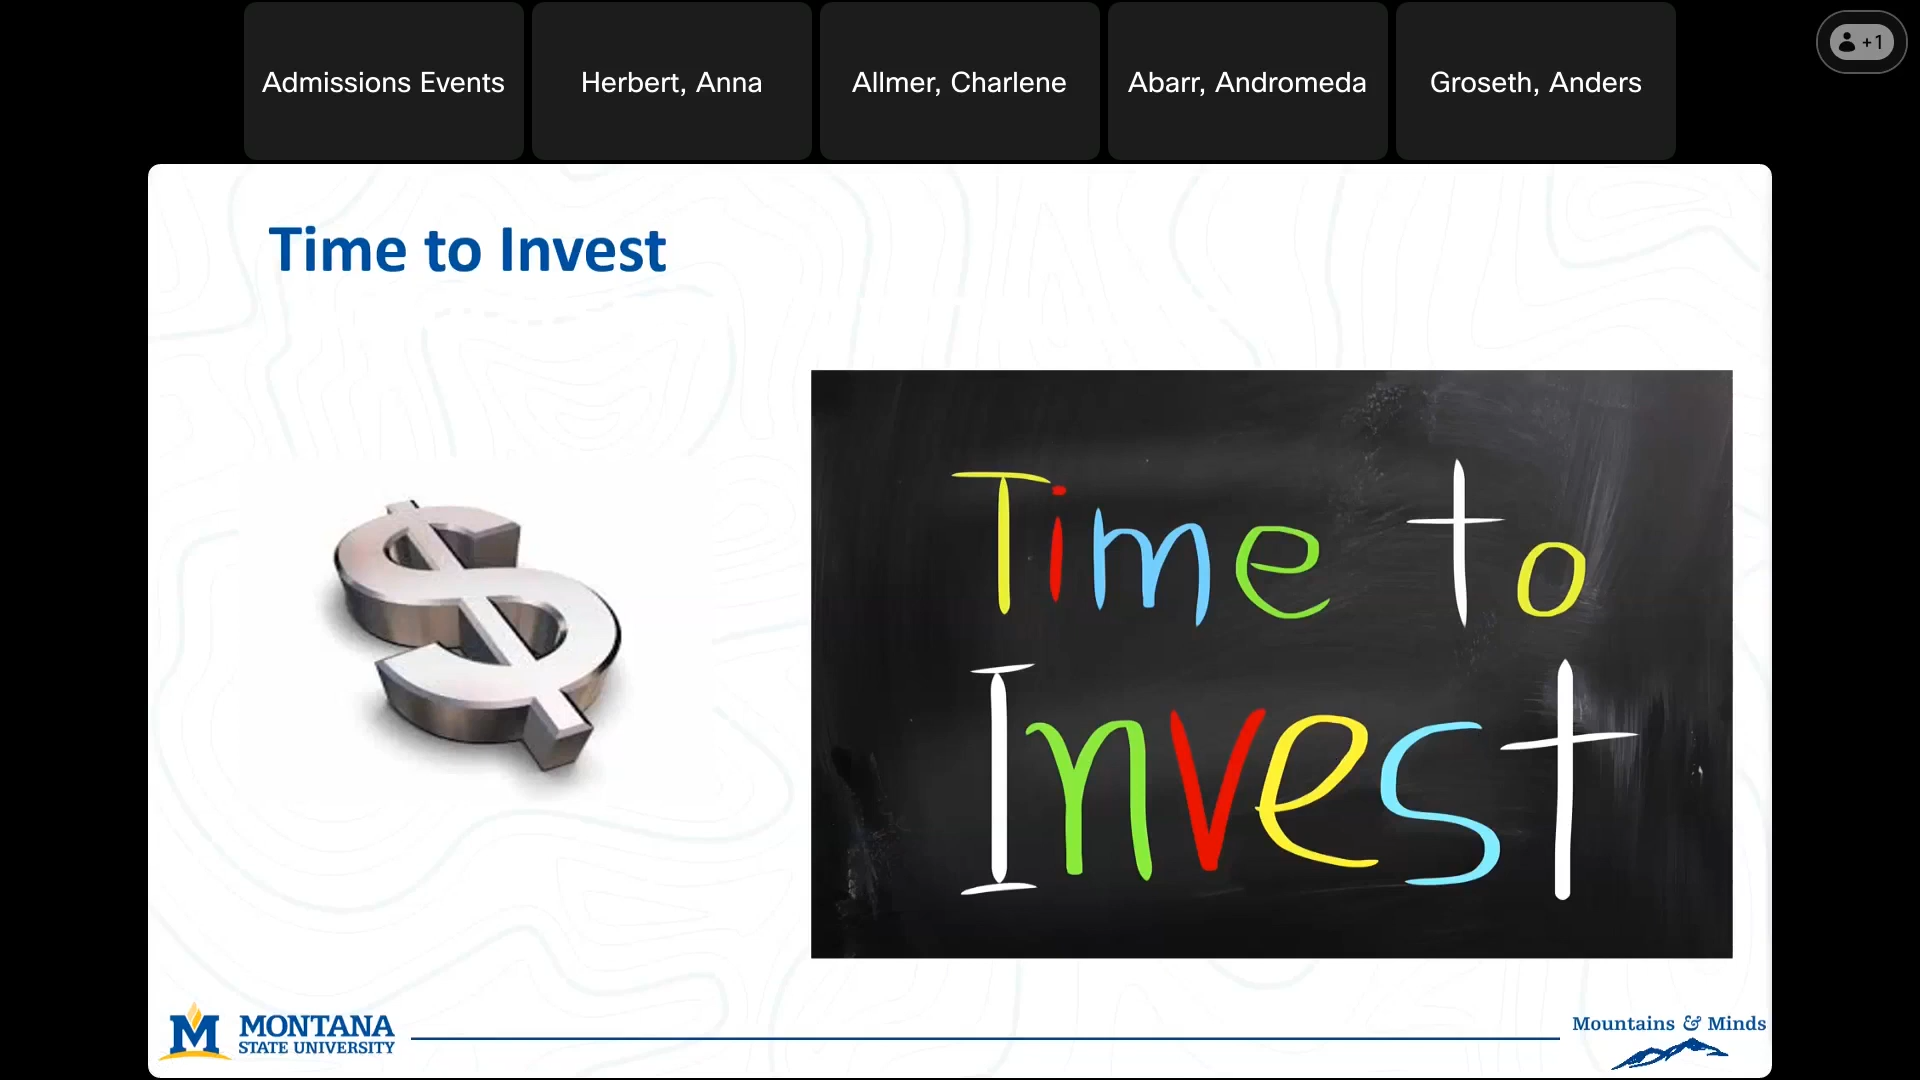 Admissions Events
Herbert, Anna
Allmer, Charlene
Abarr, Andromeda
Groseth, Anders
+1
Time to Invest
$
Time to
Invest
M
MONTANA
STATE UNIVERSITY
Mountains & Minds